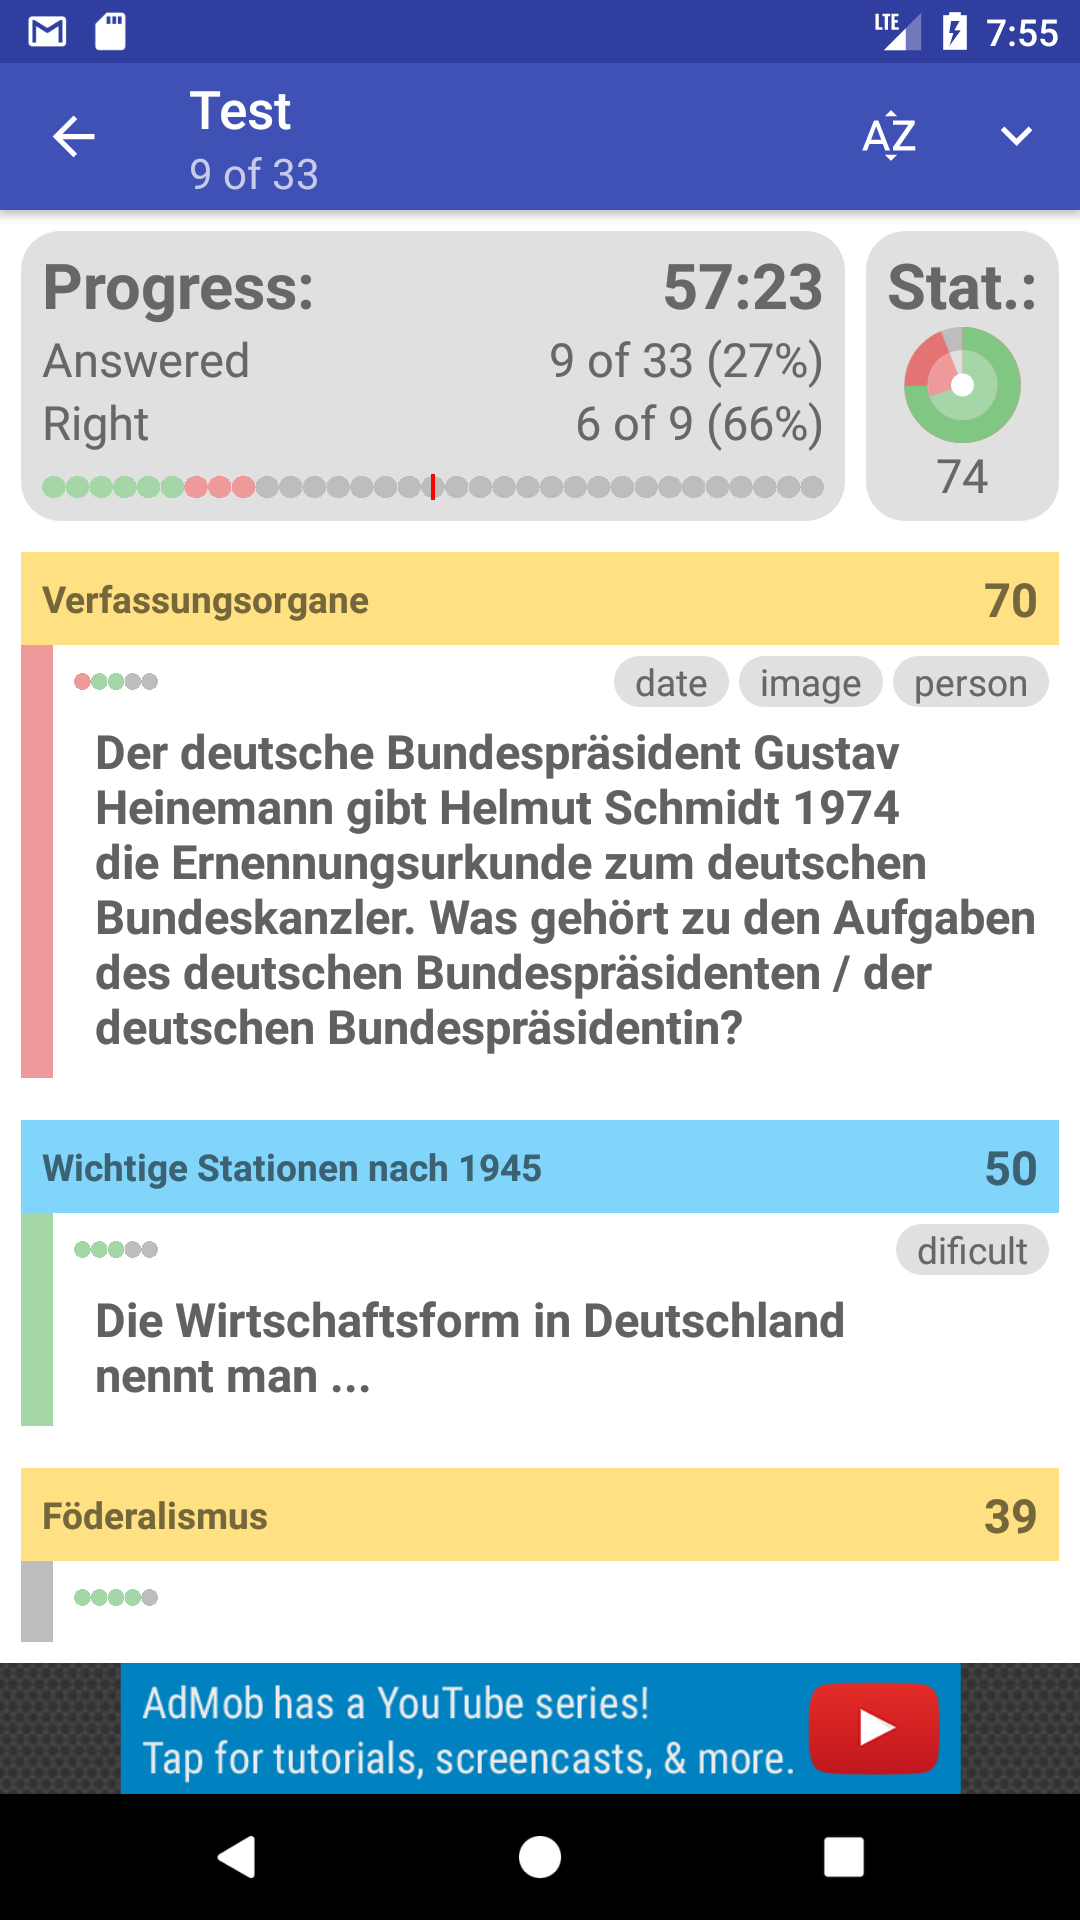 LTE 7:55
Test
9 of 33
AZ
Progress: 57:23
Answered 9 of 33 (27%)
Right 6 of 9 (66%)
Stat.:
74
Verfassungsorgane 70
date image person
Der deutsche Bundespräsident Gustav
Heinemann gibt Helmut Schmidt 1974
die Ernennungsurkunde zum deutschen
Bundeskanzler. Was gehört zu den Aufgaben
des deutschen Bundespräsidenten / der
deutschen Bundespräsidentin?
Wichtige Stationen nach 1945 50
dificult
Die Wirtschaftsform in Deutschland
nennt man ...
Föderalismus 39
AdMob has a YouTube series!
Tap for tutorials, screencasts, & more.